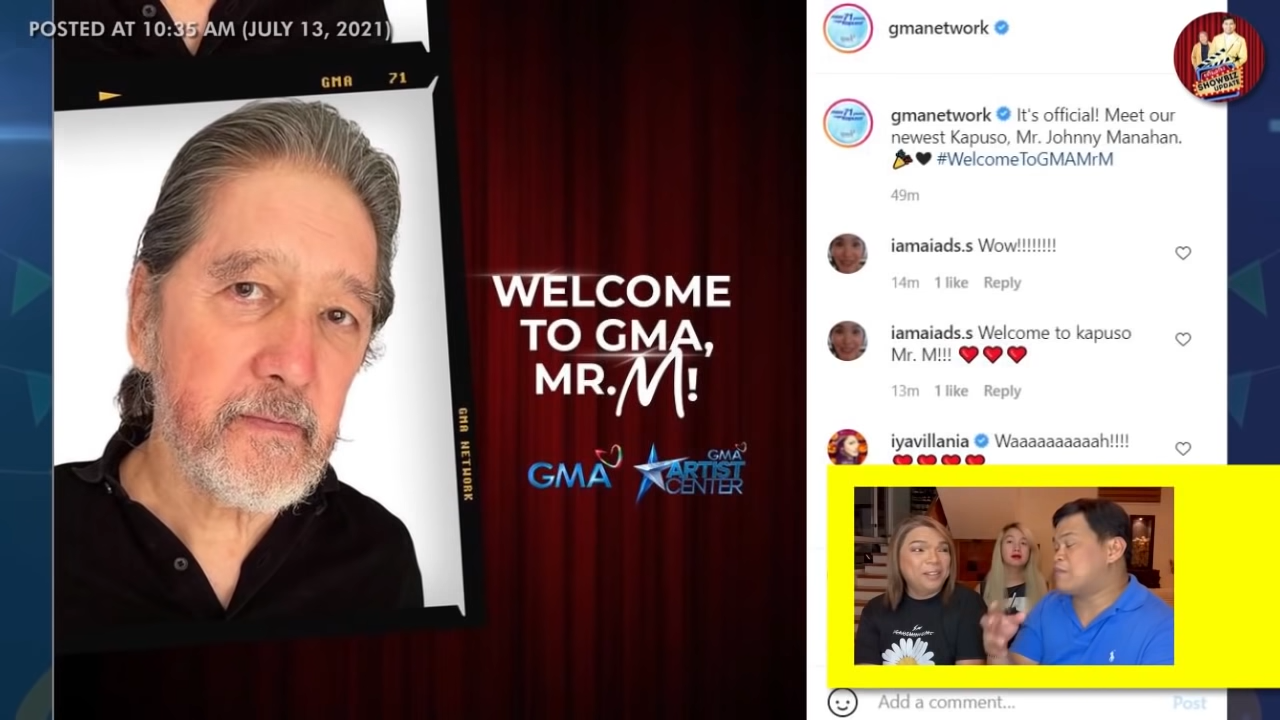 POSTED AT 10:35 AM (JULY 13, 2021)
GMA 71
GMA NETWORK
WELCOME
TO GMA,
MR. M!
GMA
GMA
ARTIST
CENTER
gmanetwork
gmanetwork It's official! Meet our
newest Kapuso, Mr. Johnny Manahan.
#WelcomeToGMAMrM
49m
iamaiads.s Wow!!!!!!!!
14m 1 like Reply
iamaiads.s Welcome to kapuso
Mr. M!!! ❤️❤️❤️
13m 1 like Reply
iyavillania Waaaaaaaaaah!!!!
Add a comment...
Post
SHOWBIZ
UPDATE